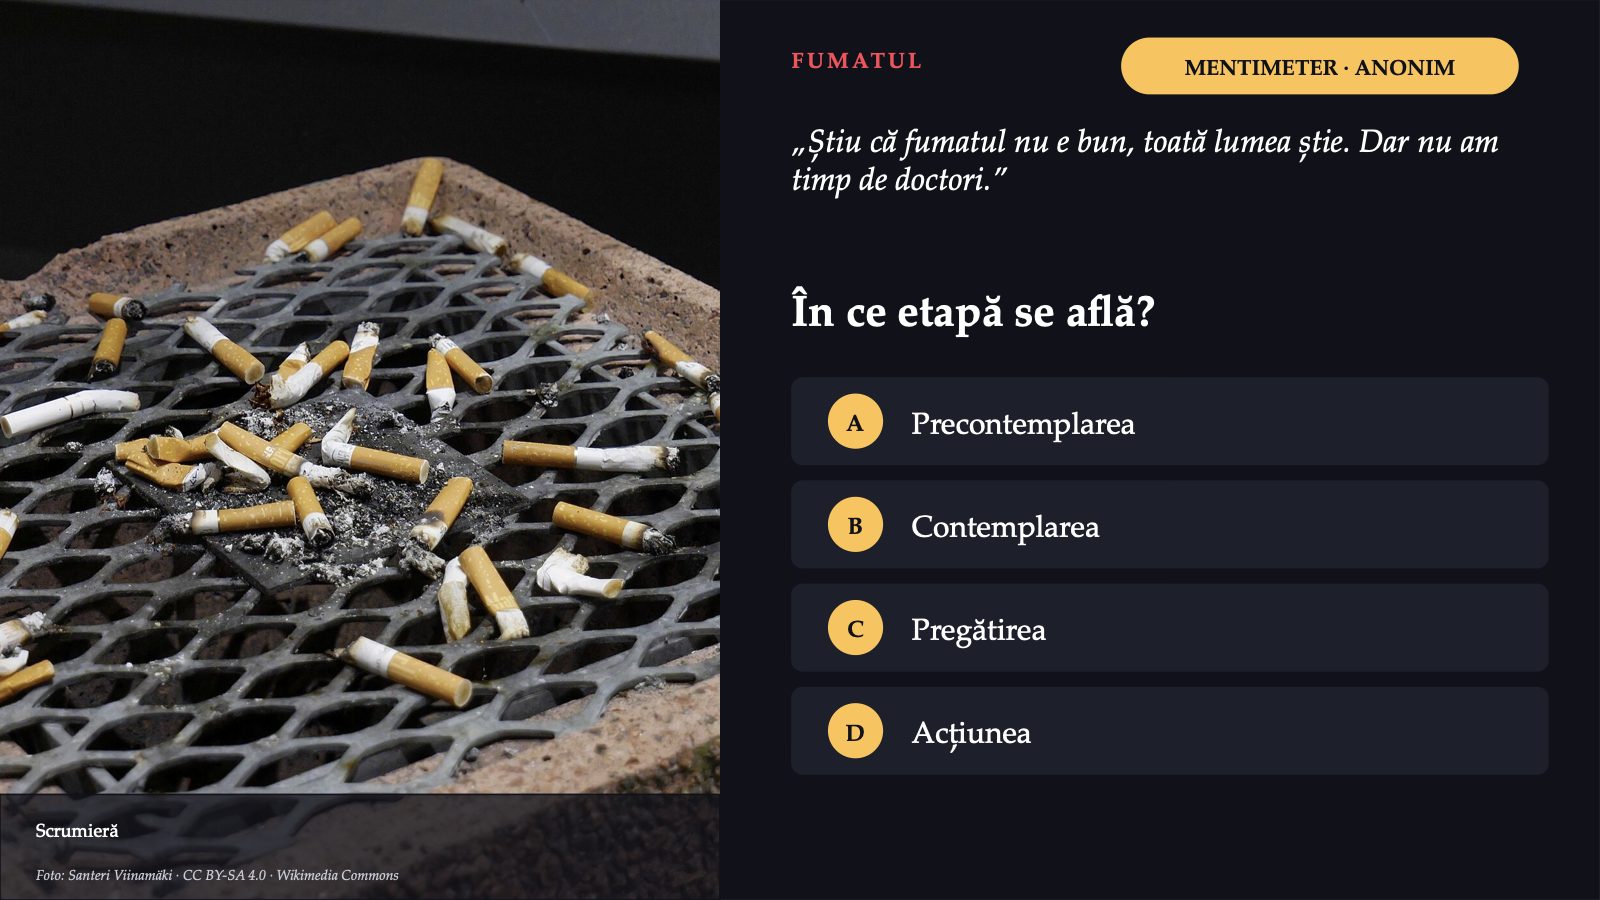 FUMATUL
MENTIMETER · ANONIM
„Știu că fumatul nu e bun, toată lumea știe. Dar nu am
timp de doctori.”
În ce etapă se află?
A Precontemplarea
B Contemplarea
C Pregătirea
D Acțiunea
Scrumieră
Foto: Santeri Viinamäki · CC BY-SA 4.0 · Wikimedia Commons